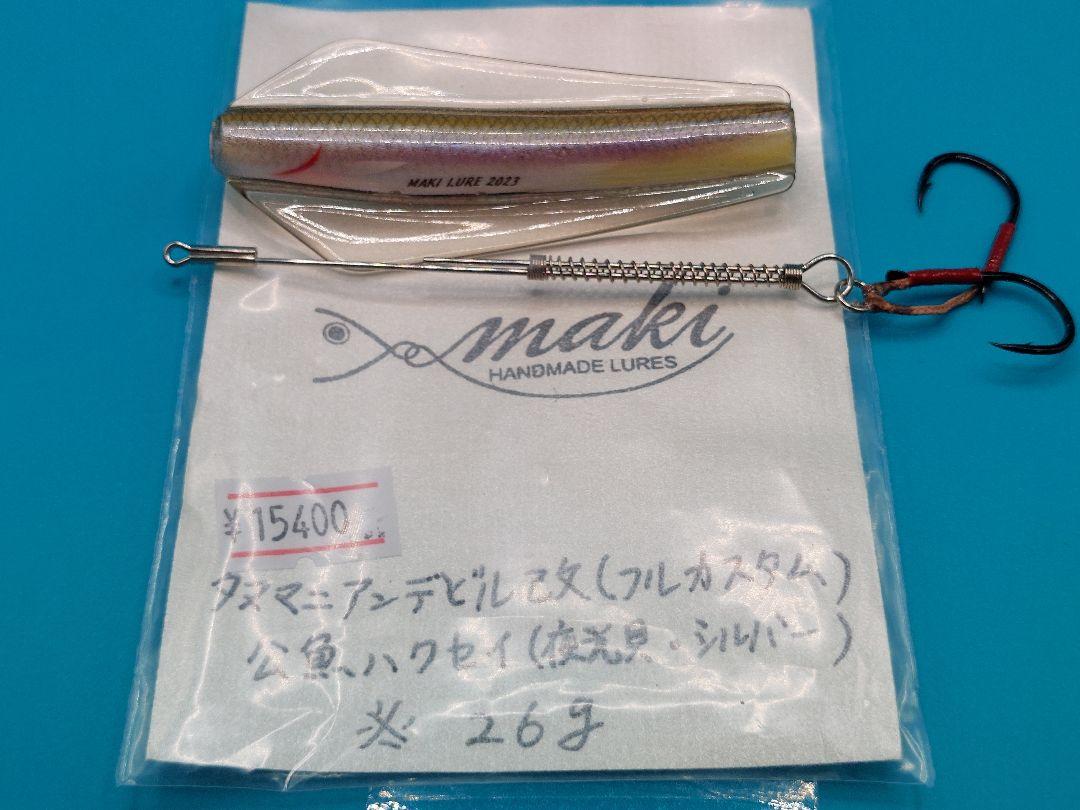 MAKI LURE 2023
maki
HANDMADE LURES
¥15400
タスマニアンデビル改(フルカスタム)
公魚ハクセイ(夜光貝・シルバー)
※ 26g